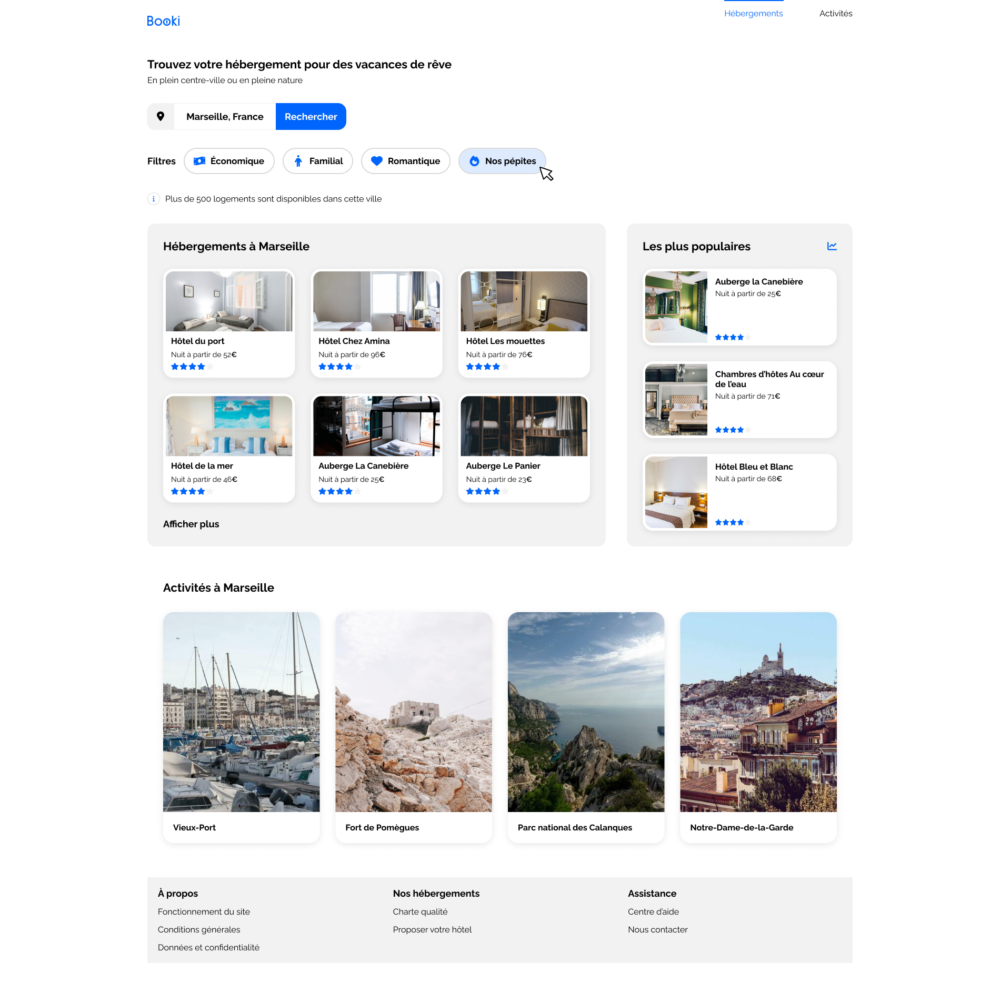 Booki
Hébergements
Activités
Trouvez votre hébergement pour des vacances de rêve
En plein centre-ville ou en pleine nature
Marseille, France
Rechercher
Filtres
Économique
Familial
Romantique
Nos pépites
Plus de 500 logements sont disponibles dans cette ville
Hébergements à Marseille
Hôtel du port
Nuit à partir de 52€
Hôtel Chez Amina
Nuit à partir de 96€
Hôtel Les mouettes
Nuit à partir de 76€
Hôtel de la mer
Nuit à partir de 46€
Auberge La Canebière
Nuit à partir de 25€
Auberge Le Panier
Nuit à partir de 23€
Afficher plus
Les plus populaires
Auberge la Canebière
Nuit à partir de 25€
Chambres d’hôtes Au cœur
de l’eau
Nuit à partir de 71€
Hôtel Bleu et Blanc
Nuit à partir de 68€
Activités à Marseille
Vieux-Port
Fort de Pomègues
Parc national des Calanques
Notre-Dame-de-la-Garde
À propos
Fonctionnement du site
Conditions générales
Données et confidentialité
Nos hébergements
Charte qualité
Proposer votre hôtel
Assistance
Centre d’aide
Nous contacter